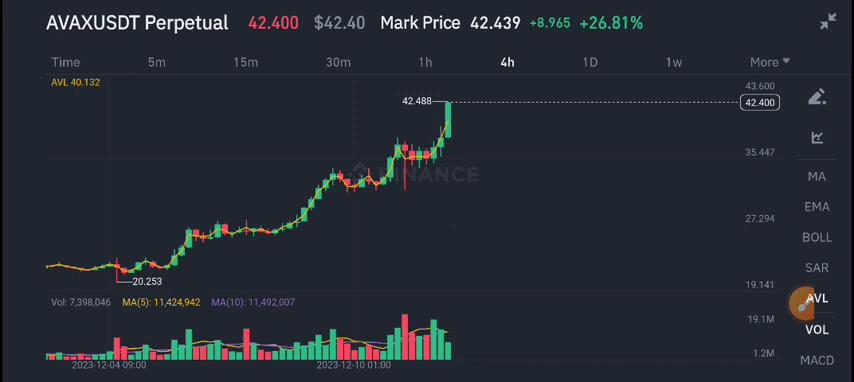 AVAXUSDT Perpetual 42.400 $42.40 Mark Price 42.439 +8.965 +26.81%
Time 5m 15m 30m 1h 4h 1D 1w More
AVL 40.132
43.600
42.488
42.400
35.447
BINANCE
MA
EMA
27.294
BOLL
SAR
20.253
19.141
AVL
Vol: 7,398,046 MA(5): 11,424,942 MA(10): 11,492,007
19.1M
VOL
1.2M
MACD
2023-12-04 09:00 2023-12-10 01:00